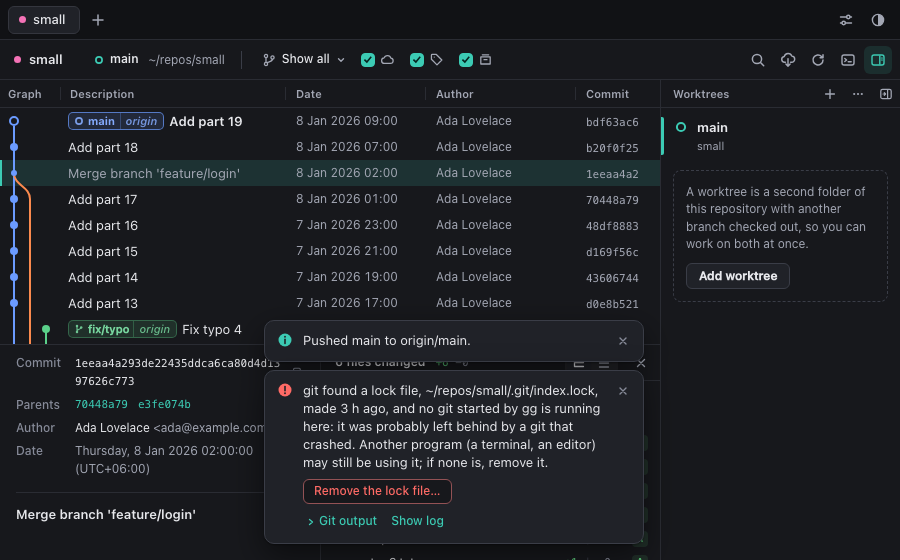 small
small
main ~/repos/small
Show all
Graph Description Date Author Commit
main origin Add part 19 8 Jan 2026 09:00 Ada Lovelace bdf63ac6
Add part 18 8 Jan 2026 07:00 Ada Lovelace b20f0f25
Merge branch 'feature/login' 8 Jan 2026 02:00 Ada Lovelace 1eeaa4a2
Add part 17 8 Jan 2026 01:00 Ada Lovelace 70448a79
Add part 16 7 Jan 2026 23:00 Ada Lovelace 48df8883
Add part 15 7 Jan 2026 21:00 Ada Lovelace d169f56c
Add part 14 7 Jan 2026 19:00 Ada Lovelace 43606744
Add part 13 7 Jan 2026 17:00 Ada Lovelace d0e8b521
fix/typo origin Fix typo 4
Worktrees
main
small
A worktree is a second folder of
this repository with another
branch checked out, so you can
work on both at once.
Add worktree
Commit 1eeaa4a293de22435ddca6ca80d4d13
97626c773
Parents 70448a79 e3fe074b
Author Ada Lovelace <ada@example.com
Date Thursday, 8 Jan 2026 02:00:00
(UTC+06:00)
Merge branch 'feature/login'
Pushed main to origin/main.
files changed
git found a lock file, ~/repos/small/.git/index.lock,
made 3 h ago, and no git started by gg is running
here: it was probably left behind by a git that
crashed. Another program (a terminal, an editor)
may still be using it; if none is, remove it.
Remove the lock file...
Git output Show log